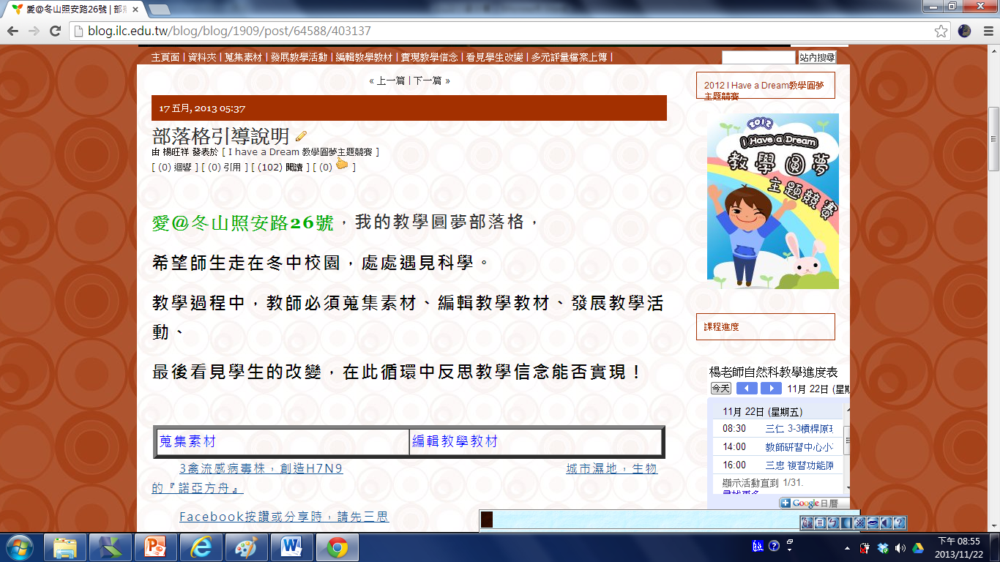 愛@冬山照安路26號 | 部落
blog.ilc.edu.tw/blog/blog/1909/post/64588/403137
主頁面 | 資料夾 | 蒐集素材 | 發展教學活動 | 編輯教學教材 | 實現教學信念 | 看見學生改變 | 多元評量檔案上傳 |
站內搜尋
« 上一篇 | 下一篇 »
17 五月, 2013 05:37
部落格引導說明
由 楊旺祥 發表於 [ I have a Dream 教學圓夢主題競賽 ]
[ (0) 迴響 ] [ (0) 引用 ] [ (102) 閱讀 ] [ (0) ]
愛@冬山照安路26號，我的教學圓夢部落格，
希望師生走在冬中校園，處處遇見科學。
教學過程中，教師必須蒐集素材、編輯教學教材、發展教學活
動、
最後看見學生的改變，在此循環中反思教學信念能否實現！
蒐集素材 編輯教學教材
3禽流感病毒株，創造H7N9 城市濕地，生物
的『諾亞方舟』
Facebook按讚或分享時，請先三思
2012 I Have a Dream教學圓夢
主題競賽
2012
I Have a Dream
教學圓夢
主題競賽
課程進度
楊老師自然科教學進度表
今天 11月 22日 (星期
11月 22日 (星期五)
08:30 三仁 3-3槓桿原理
14:00 教師研習中心小
16:00 三忠 複習功能原
顯示活動直到 1/31.
尋找更多
Google日曆
下午 08:55
2013/11/22